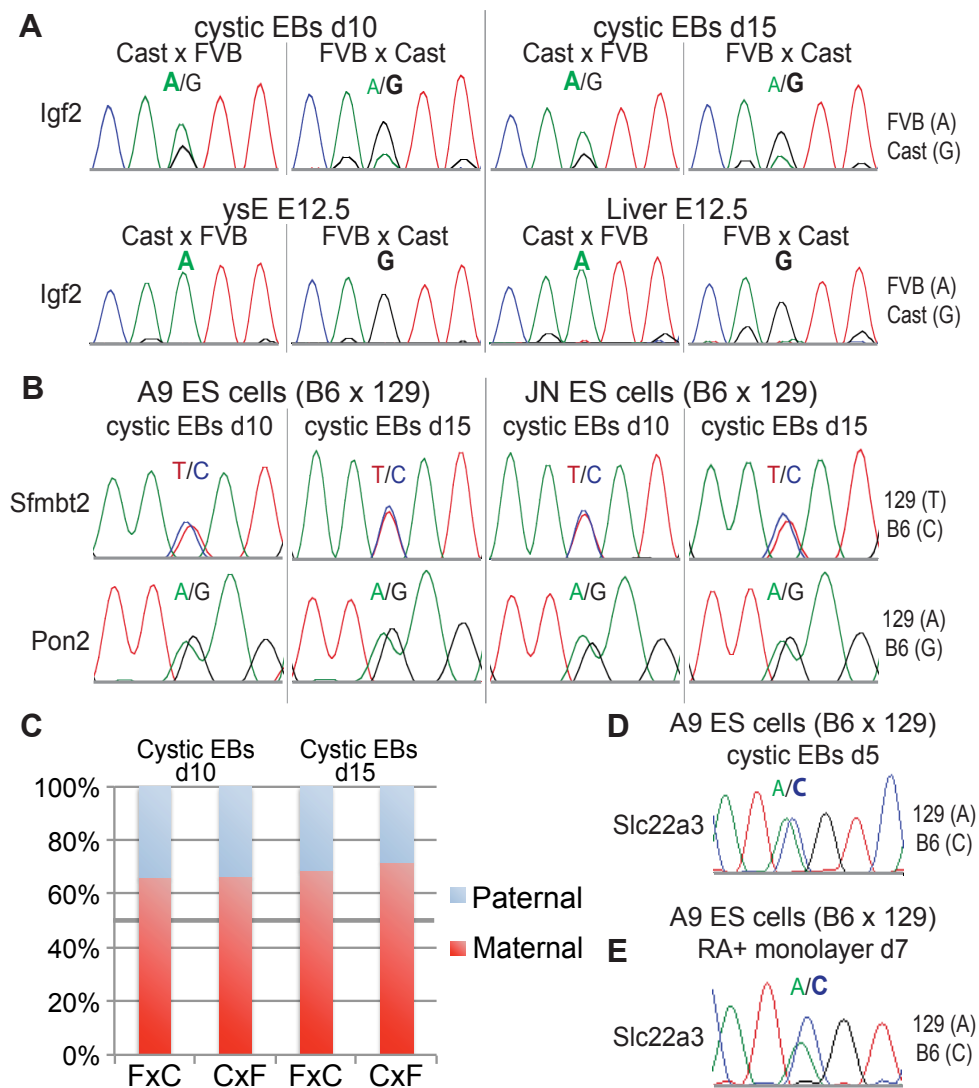 A
cystic EBs d10
cystic EBs d15
Cast x FVB
FVB x Cast
Cast x FVB
FVB x Cast
A/G
A/G
A/G
A/G
Igf2
FVB (A)
Cast (G)
ysE E12.5
Liver E12.5
Cast x FVB
FVB x Cast
Cast x FVB
FVB x Cast
A
G
A
G
Igf2
FVB (A)
Cast (G)
B
A9 ES cells (B6 x 129)
JN ES cells (B6 x 129)
cystic EBs d10
cystic EBs d15
cystic EBs d10
cystic EBs d15
T/C
T/C
T/C
T/C
Sfmbt2
129 (T)
B6 (C)
A/G
A/G
A/G
A/G
Pon2
129 (A)
B6 (G)
C
Cystic EBs
d10
Cystic EBs
d15
100%
80%
60%
40%
20%
0%
FxC
CxF
FxC
CxF
Paternal
Maternal
D
A9 ES cells (B6 x 129)
cystic EBs d5
A/C
Slc22a3
129 (A)
B6 (C)
A9 ES cells (B6 x 129)
E
RA+ monolayer d7
A/C
Slc22a3
129 (A)
B6 (C)